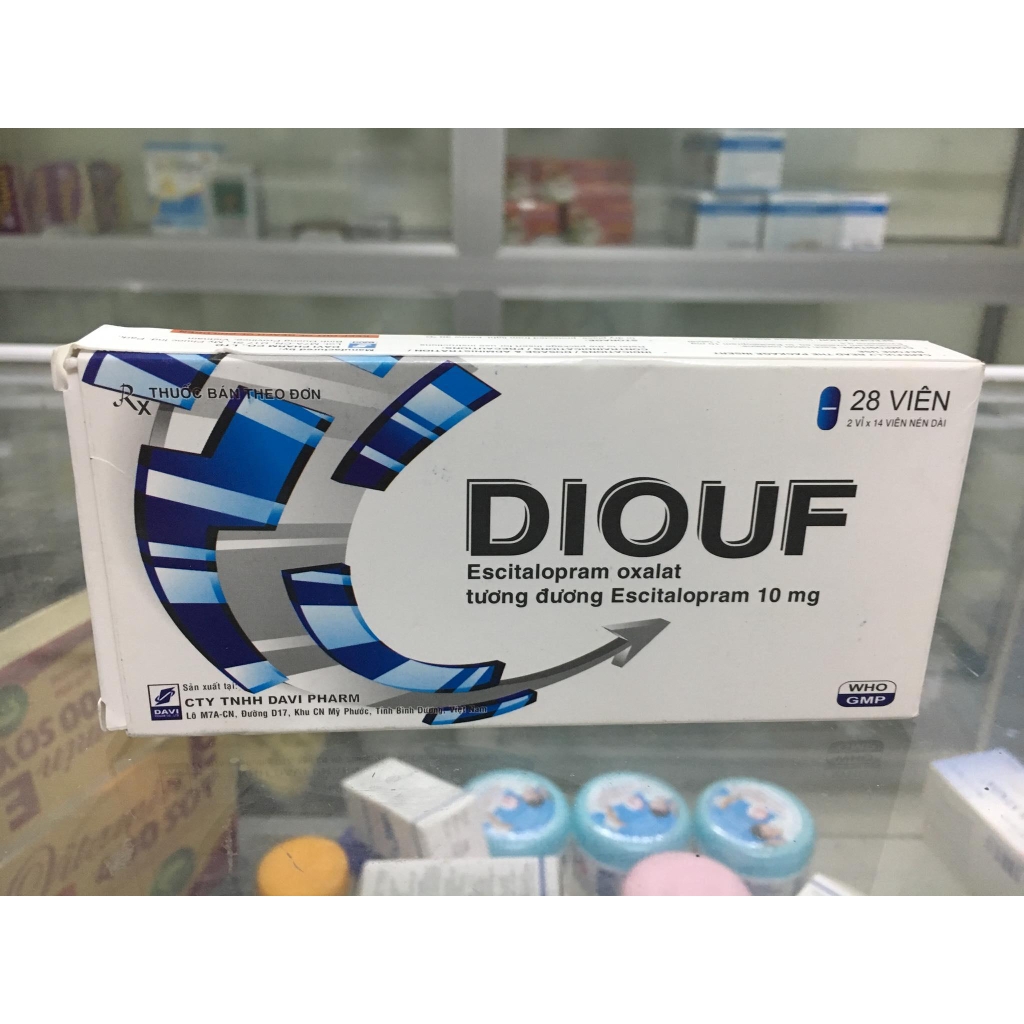 Rx THUỐC BÁN THEO ĐƠN
28 VIÊN
2 VỈ x 14 VIÊN NÉN DÀI
DIOUF
Escitalopram oxalat
tương đương Escitalopram 10 mg
Sản xuất tại:
DAVI
CTY TNHH DAVI PHARM
Lô M7A-CN, Đường D17, Khu CN Mỹ Phước, Tỉnh Bình Dương, Việt Nam
WHO
GMP